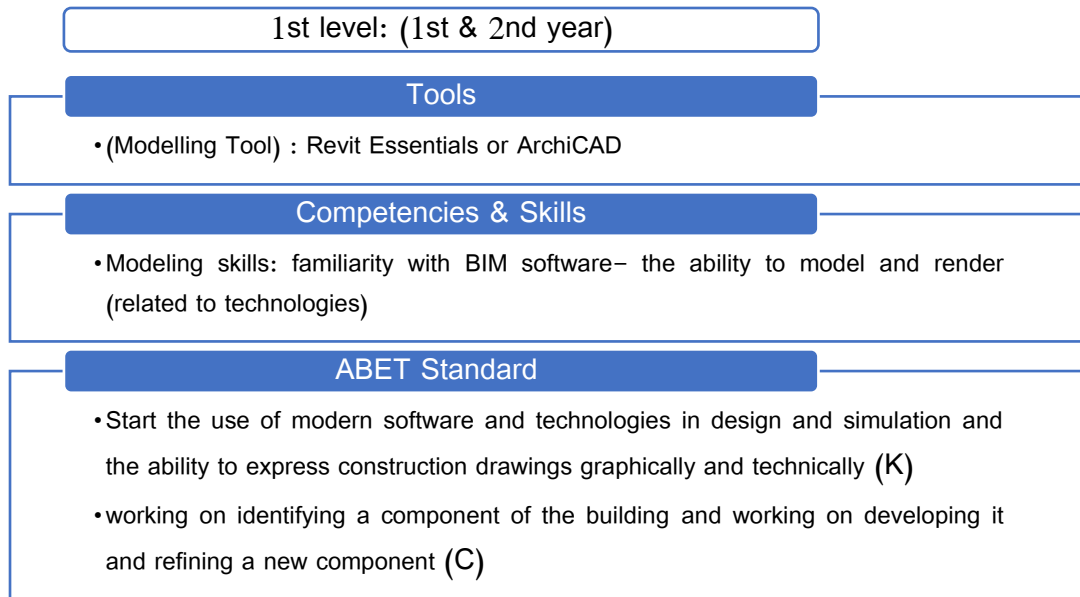 1st level: (1st & 2nd year)
Tools
•(Modelling Tool) : Revit Essentials or ArchiCAD
Competencies & Skills
•Modeling skills: familiarity with BIM software– the ability to model and render
(related to technologies)
ABET Standard
•Start the use of modern software and technologies in design and simulation and
the ability to express construction drawings graphically and technically (K)
•working on identifying a component of the building and working on developing it
and refining a new component (C)